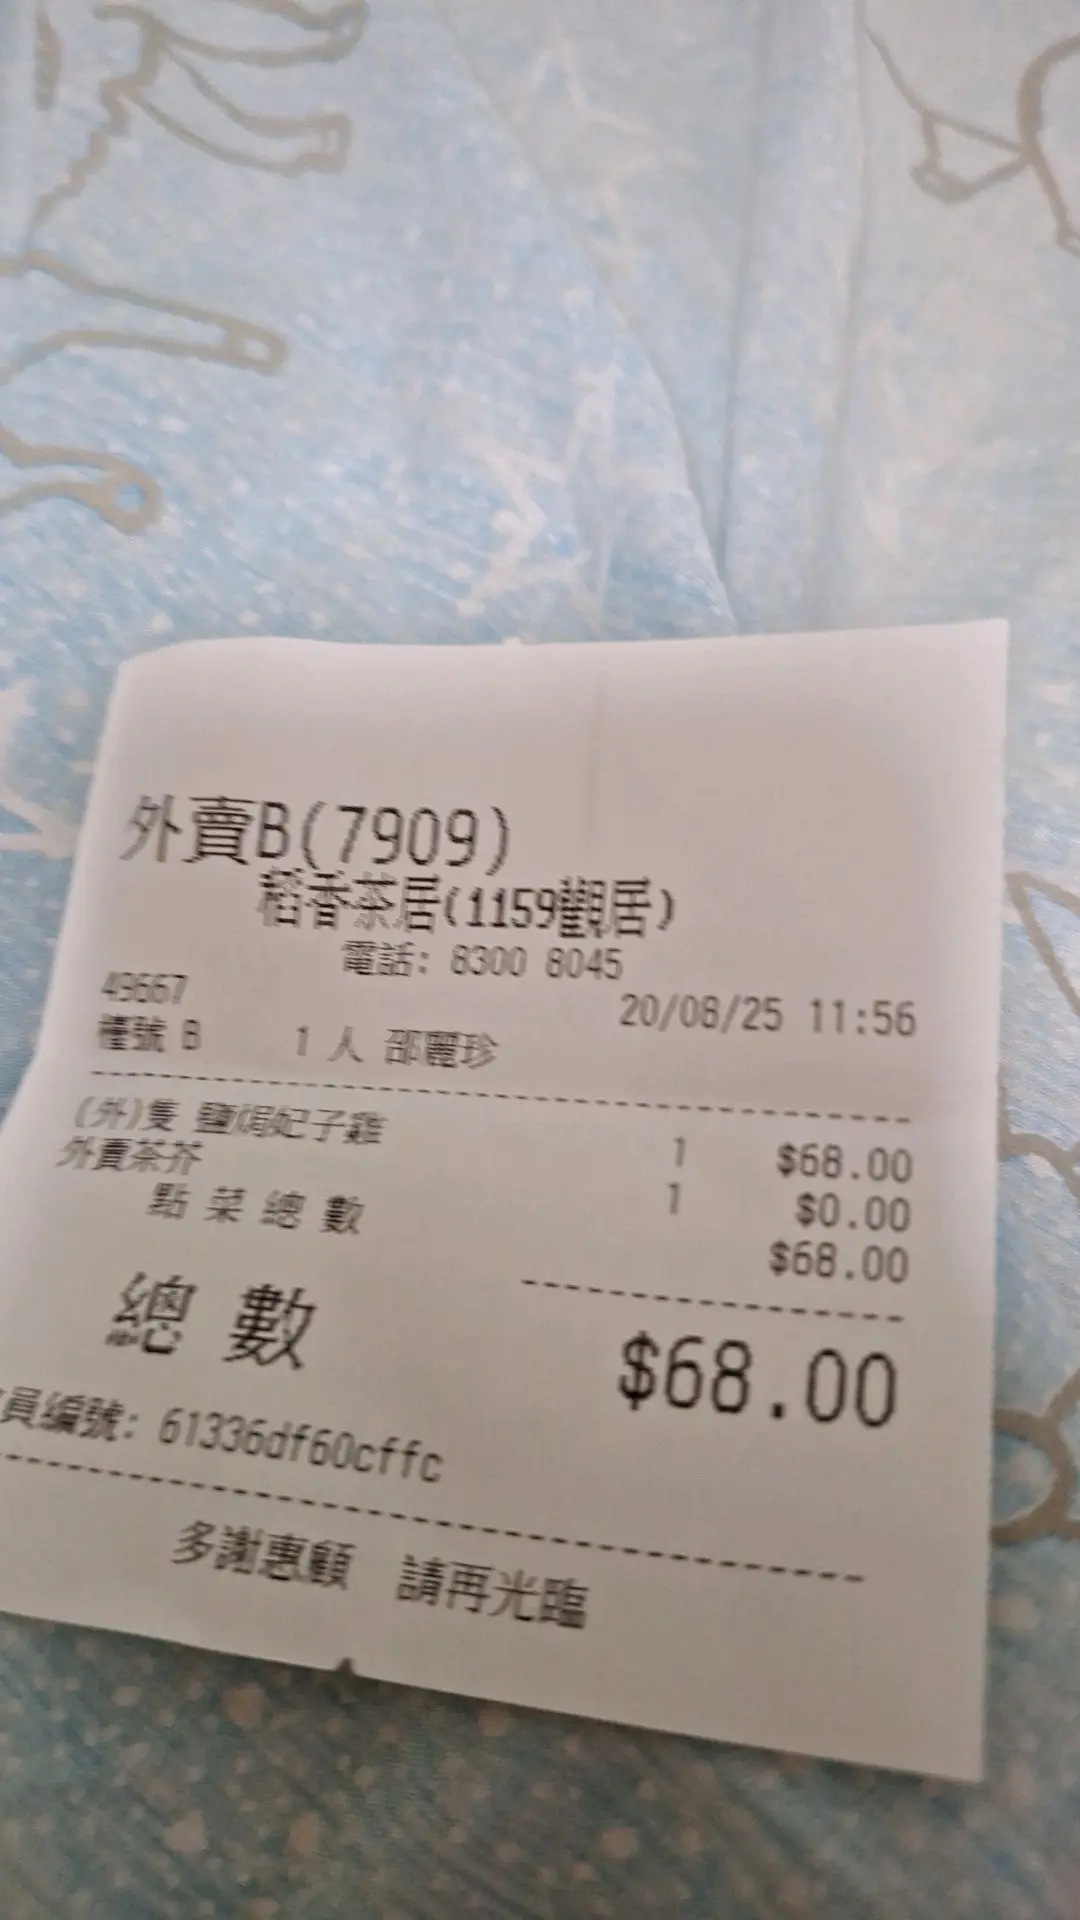 外賣B(7909)
稻香茶居(1159觀居)
電話: 8300 8045
49667 20/08/25 11:56
檯號 B 1 人 邵麗珍
(外)隻 鹽焗妃子雞 1 $68.00
外賣茶芥 1 $0.00
點 菜 總 數 $68.00
總 數 $68.00
員編號: 61336df60cffc
多謝惠顧 請再光臨